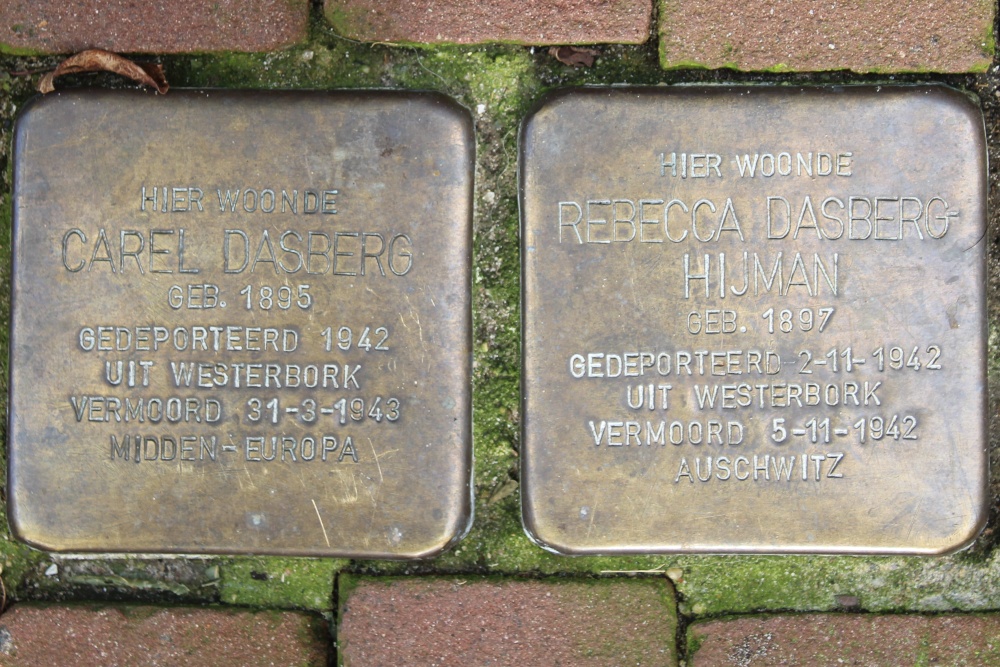 HIER WOONDE
CAREL DASBERG
GEB. 1895
GEDEPORTEERD 1942
UIT WESTERBORK
VERMOORD 31-3-1943
MIDDEN-EUROPA
HIER WOONDE
REBECCA DASBERG-
HIJMAN
GEB. 1897
GEDEPORTEERD 2-11-1942
UIT WESTERBORK
VERMOORD 5-11-1942
AUSCHWITZ